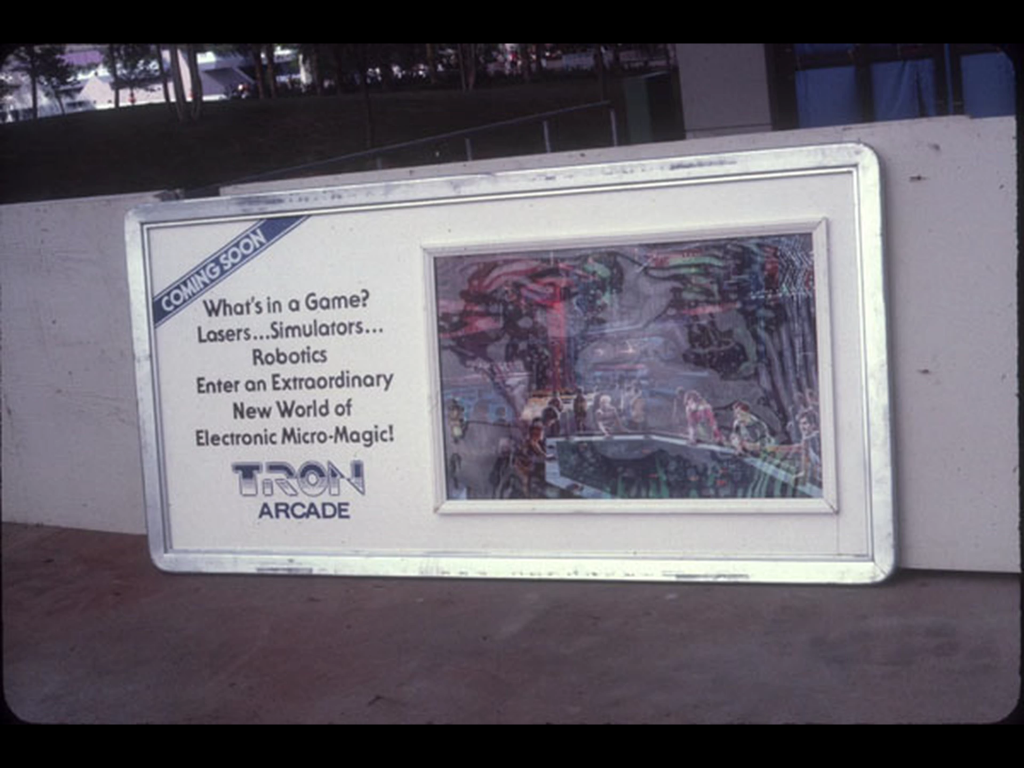 COMING SOON
What's in a Game?
Lasers...Simulators...
Robotics
Enter an Extraordinary
New World of
Electronic Micro-Magic!
TRON
ARCADE